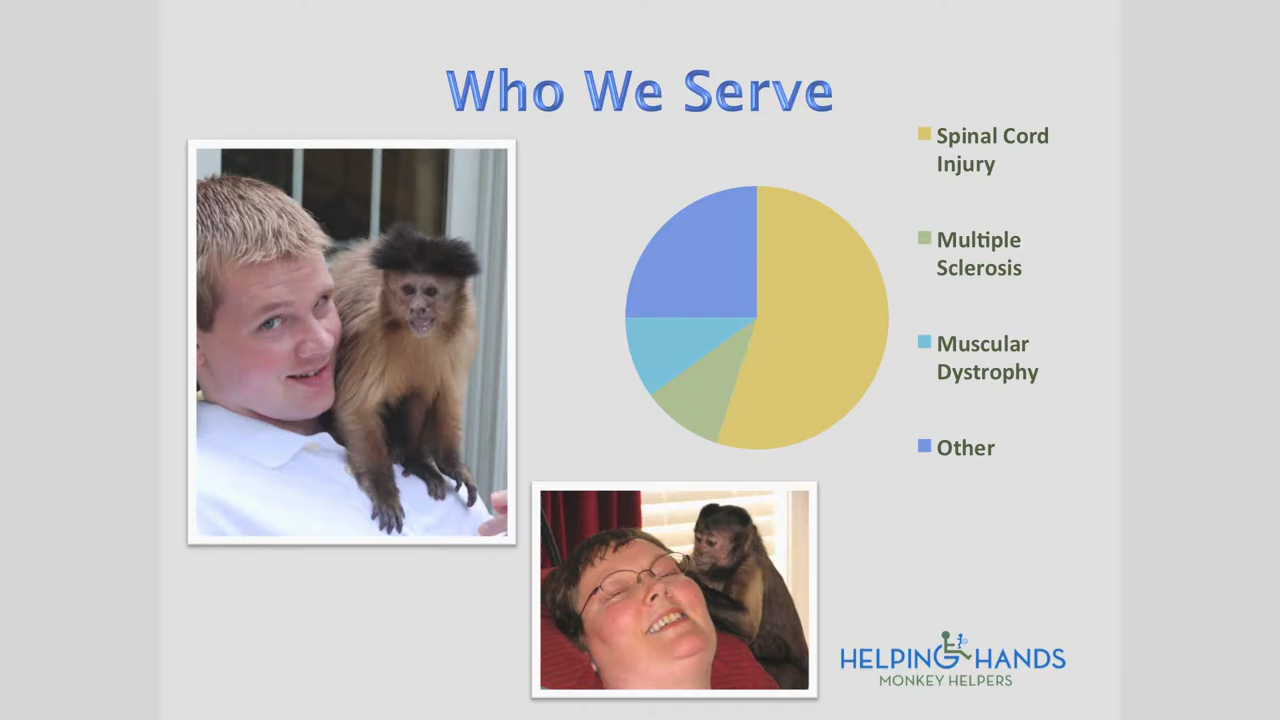 Who We Serve
Spinal Cord
Injury
Multiple
Sclerosis
Muscular
Dystrophy
Other
HELPING HANDS
MONKEY HELPERS